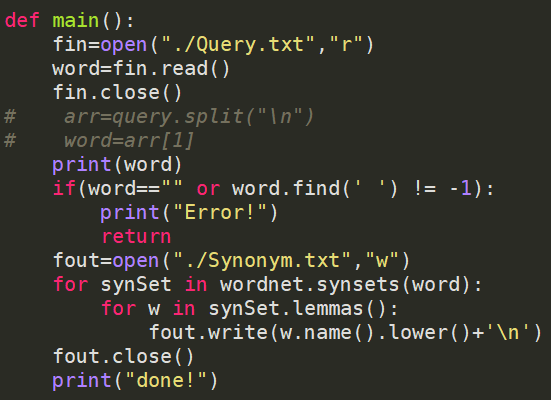 def main():
    fin=open("./Query.txt","r")
    word=fin.read()
    fin.close()
#    arr=query.split("\n")
#    word=arr[1]
    print(word)
    if(word=="" or word.find(' ') != -1):
        print("Error!")
        return
    fout=open("./Synonym.txt","w")
    for synSet in wordnet.synsets(word):
        for w in synSet.lemmas():
            fout.write(w.name().lower()+'\n')
    fout.close()
    print("done!")